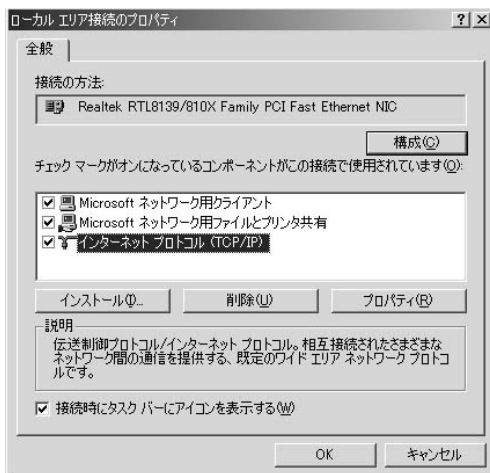 ローカル エリア接続のプロパティ
全般
接続の方法:
Realtek RTL8139/810X Family PCI Fast Ethernet NIC
構成(C)
チェック マークがオンになっているコンポーネントがこの接続で使用されています(O):
Microsoft ネットワーク用クライアント
Microsoft ネットワーク用ファイルとプリンタ共有
インターネット プロトコル (TCP/IP)
インストール(I)... 削除(U) プロパティ(R)
説明
伝送制御プロトコル/インターネット プロトコル。相互接続されたさまざまな
ネットワーク間の通信を提供する、既定のワイド エリア ネットワーク プロトコ
ルです。
接続時にタスク バーにアイコンを表示する(W)
OK キャンセル